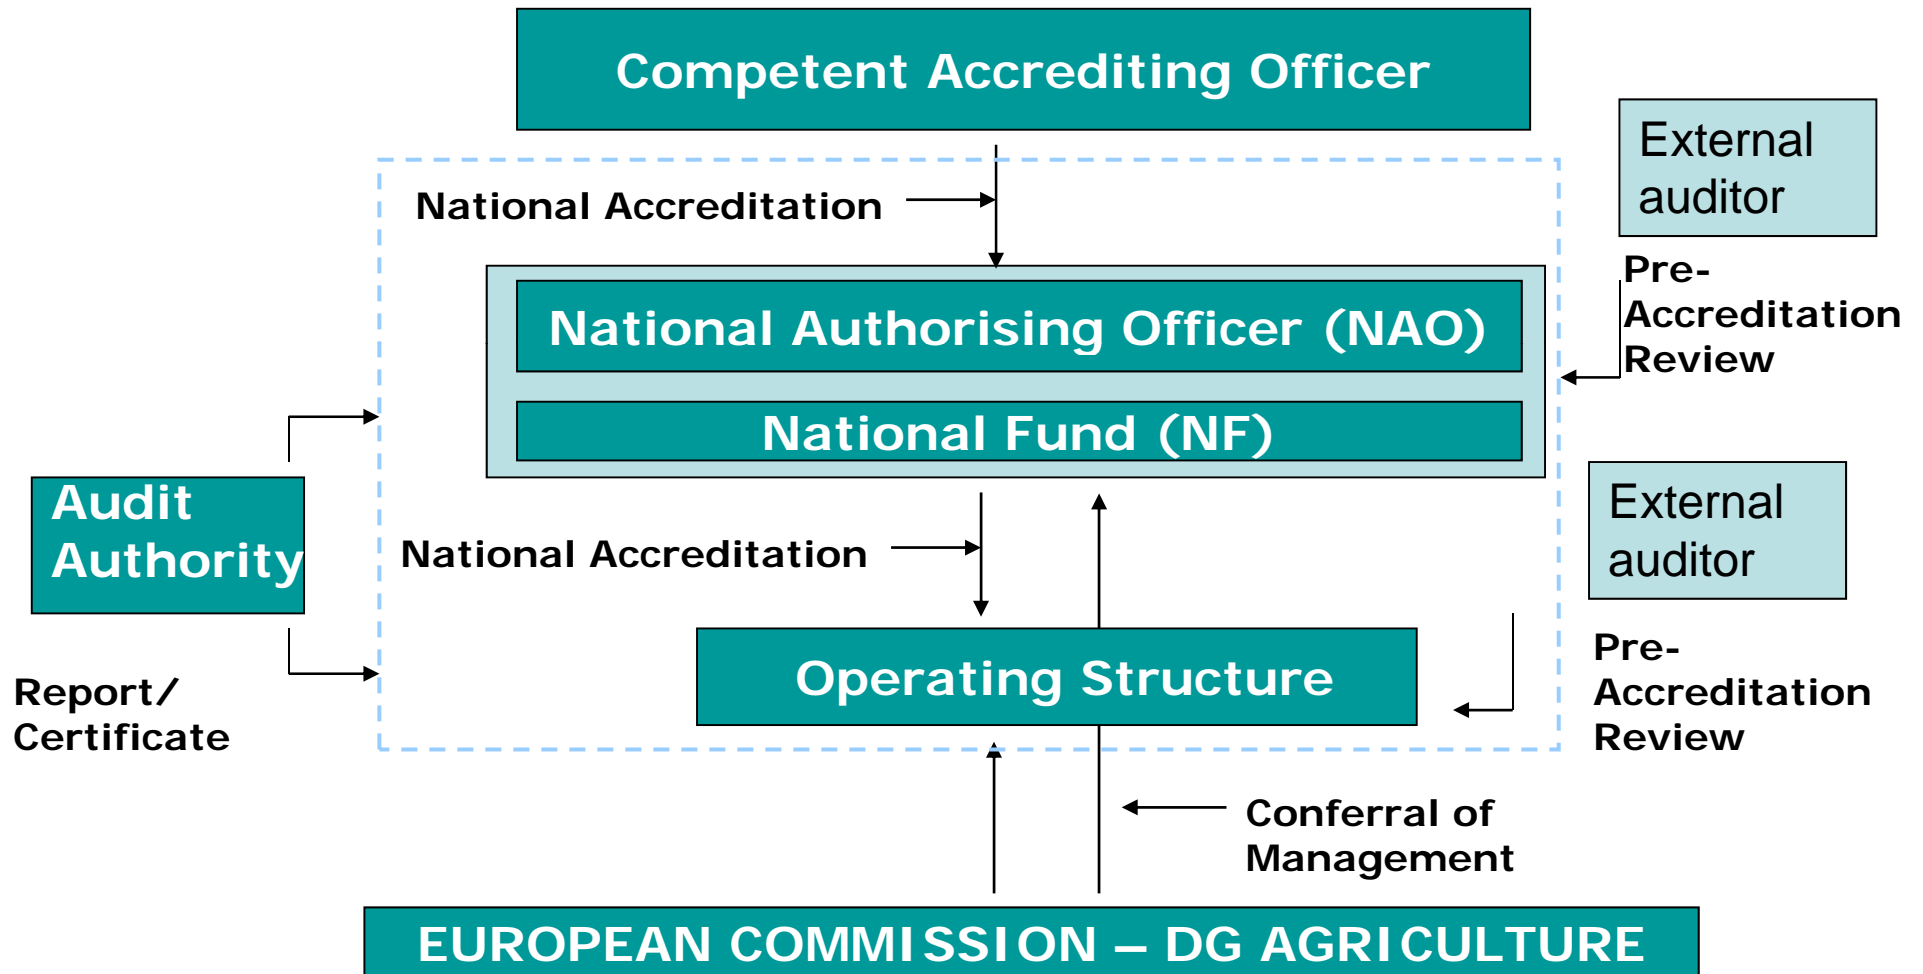 Competent Accrediting Officer
External
auditor
National Accreditation
Pre-
Accreditation
Review
National Authorising Officer (NAO)
National Fund (NF)
Audit
Authority
External
auditor
National Accreditation
Operating Structure
Pre-
Accreditation
Review
Report/
Certificate
Conferral of
Management
EUROPEAN COMMISSION – DG AGRICULTURE